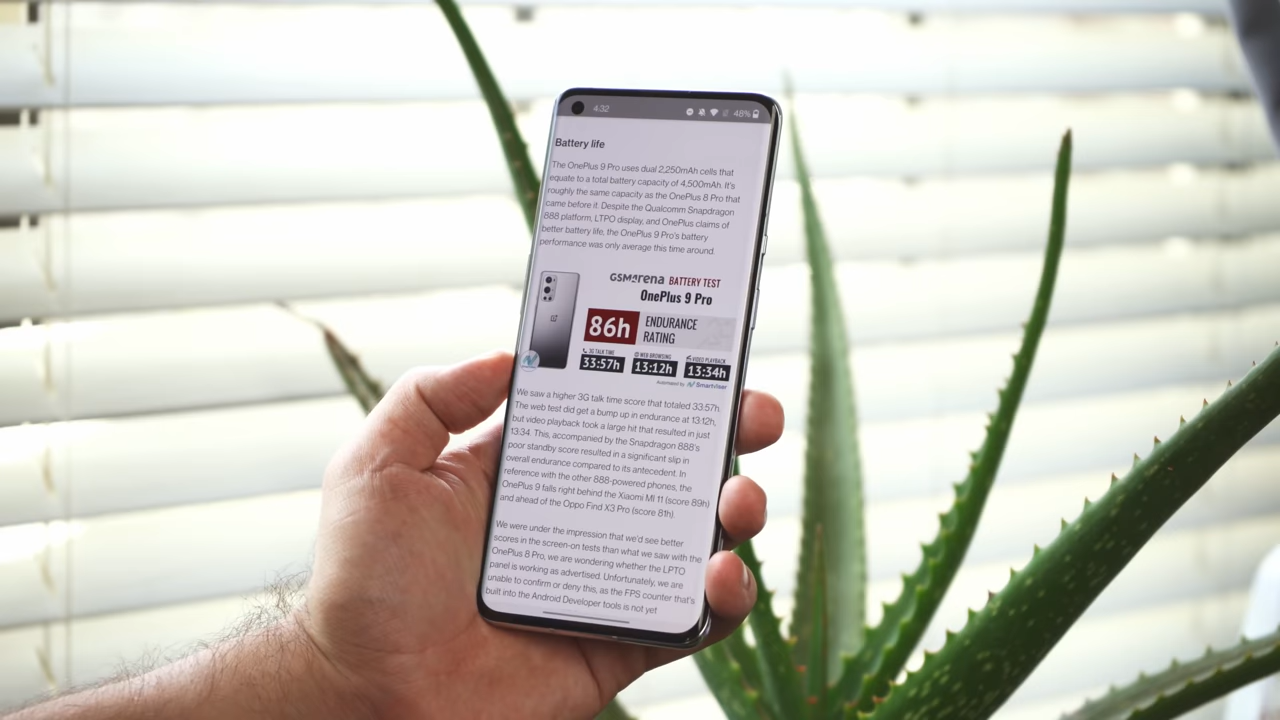 4:32 48%
Battery life
The OnePlus 9 Pro uses dual 2,250mAh cells that
equate to a total battery capacity of 4,500mAh. It's
roughly the same capacity as the OnePlus 8 Pro that
came before it. Despite the Qualcomm Snapdragon
888 platform, LTPO display, and OnePlus claims of
better battery life, the OnePlus 9 Pro's battery
performance was only average this time around.
GSMArena BATTERY TEST
OnePlus 9 Pro
86h ENDURANCE
RATING
3G TALK TIME WEB BROWSING VIDEO PLAYBACK
33:57h 13:12h 13:34h
Automated by Smartviser
We saw a higher 3G talk time score that totaled 33:57h.
The web test did get a bump up in endurance at 13:12h,
but video playback took a large hit that resulted in just
13:34. This, accompanied by the Snapdragon 888's
poor standby score resulted in a significant slip in
overall endurance compared to its antecedent. In
reference with the other 888-powered phones, the
OnePlus 9 falls right behind the Xiaomi MI 11 (score 89h)
and ahead of the Oppo Find X3 Pro (score 81h).
We were under the impression that we'd see better
scores in the screen-on tests than what we saw with the
OnePlus 8 Pro, we are wondering whether the LPTO
panel is working as advertised. Unfortunately, we are
unable to confirm or deny this, as the FPS counter that's
built into the Android Developer tools is not yet